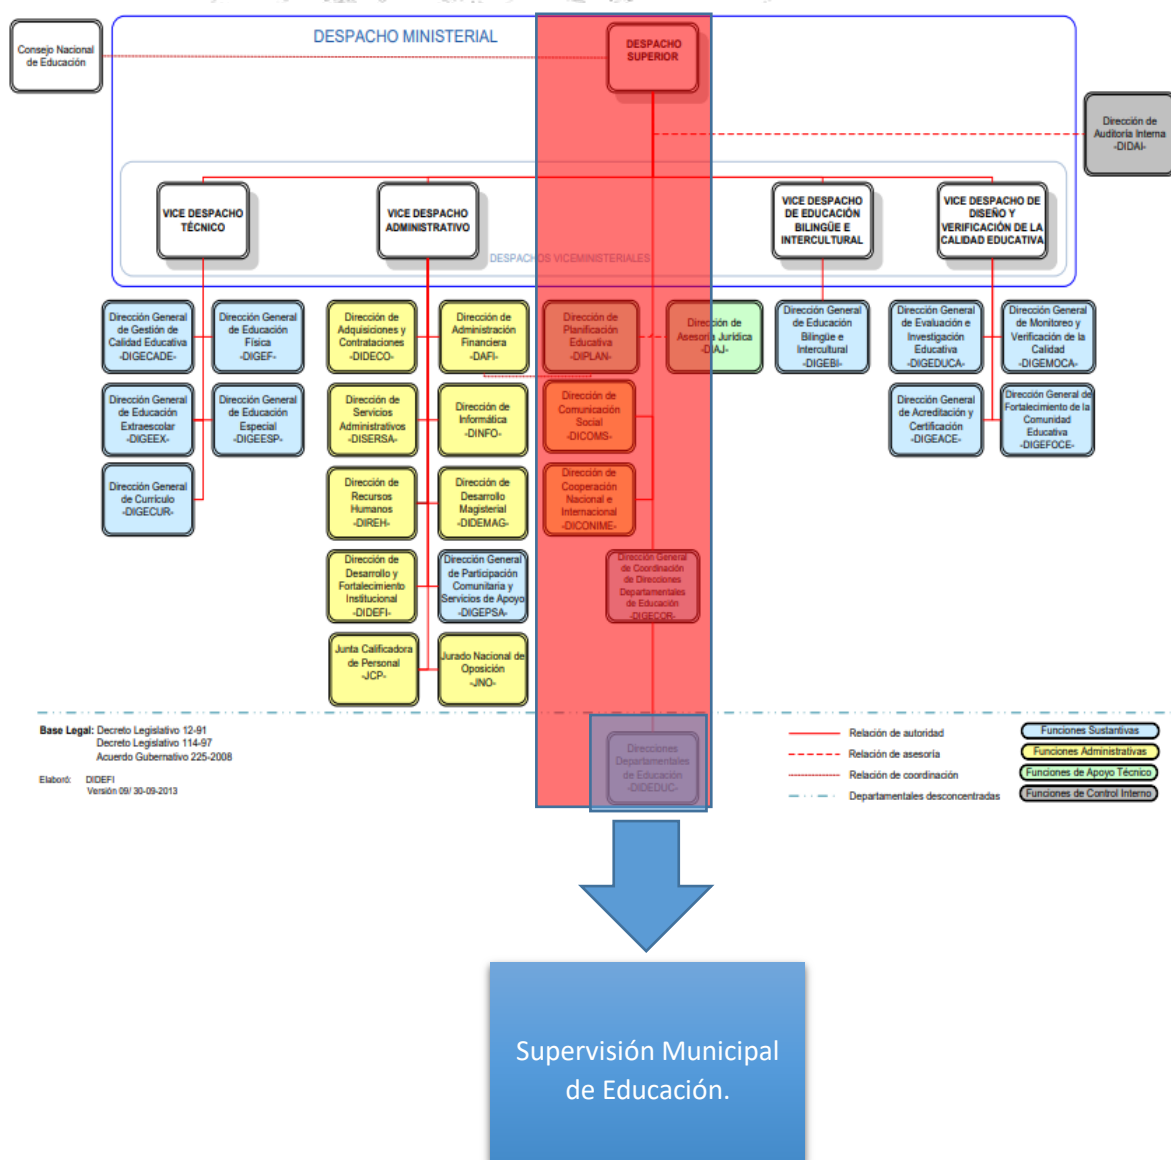 DESPACHO MINISTERIAL
Consejo Nacional
de Educación
DESPACHO
SUPERIOR
Dirección de
Auditoría Interna
-DIDAI-
VICE DESPACHO
TÉCNICO
VICE DESPACHO
ADMINISTRATIVO
VICE DESPACHO
DE EDUCACIÓN
BILINGÜE E
INTERCULTURAL
VICE DESPACHO DE
DISEÑO Y
VERIFICACIÓN DE LA
CALIDAD EDUCATIVA
DESPACHOS VICEMINISTERIALES
Dirección General
de Gestión de
Calidad Educativa
-DIGECADE-
Dirección General
de Educación
Física
-DIGEF-
Dirección de
Adquisiciones y
Contrataciones
-DIDECO-
Dirección de
Administración
Financiera
-DAFI-
Dirección de
Planificación
Educativa
-DIPLAN-
Dirección de
Asesoría Jurídica
-DIAJ-
Dirección General
de Educación
Bilingüe e
Intercultural
-DIGEBI-
Dirección General
de Evaluación e
Investigación
Educativa
-DIGEDUCA-
Dirección General
de Monitoreo y
Verificación de la
Calidad
-DIGEMOCA-
Dirección General
de Educación
Extraescolar
-DIGEEX-
Dirección General
de Educación
Especial
-DIGEESP-
Dirección de
Servicios
Administrativos
-DISERSA-
Dirección de
Informática
-DINFO-
Dirección de
Comunicación
Social
-DICOMS-
Dirección General
de Acreditación y
Certificación
-DIGEACE-
Dirección General de
Fortalecimiento de la
Comunidad
Educativa
-DIGEFOCE-
Dirección General
de Currículo
-DIGECUR-
Dirección de
Recursos
Humanos
-DIREH-
Dirección de
Desarrollo
Magisterial
-DIDEMAG-
Dirección de
Cooperación
Nacional e
Internacional
-DICONIME-
Dirección de
Desarrollo y
Fortalecimiento
Institucional
-DIDEFI-
Dirección General
de Participación
Comunitaria y
Servicios de Apoyo
-DIGEPSA-
Dirección General
de Coordinación
de Direcciones
Departamentales
de Educación
-DIGECOR-
Junta Calificadora
de Personal
-JCP-
Jurado Nacional de
Oposición
-JNO-
Base Legal: Decreto Legislativo 12-91
Decreto Legislativo 114-97
Acuerdo Gubernativo 225-2008
Elaboró: DIDEFI
Versión 09/ 30-09-2013
Direcciones
Departamentales
de Educación
-DIDEDUC-
Relación de autoridad
Relación de asesoría
Relación de coordinación
Departamentales desconcentradas
Funciones Sustantivas
Funciones Administrativas
Funciones de Apoyo Técnico
Funciones de Control Interno
Supervisión Municipal
de Educación.